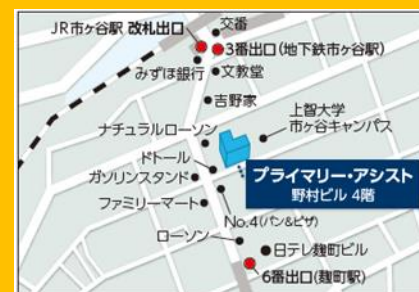 交番
JR市ヶ谷駅 改札出口
3番出口(地下鉄市ヶ谷駅)
みずほ銀行
文教堂
吉野家
上智大学
市ヶ谷キャンパス
ナチュラルローソン
ドトール
ガソリンスタンド
プライマリー・アシスト
野村ビル 4階
ファミリーマート
No.4(パン&ピザ)
ローソン
日テレ麹町ビル
6番出口(麹町駅)